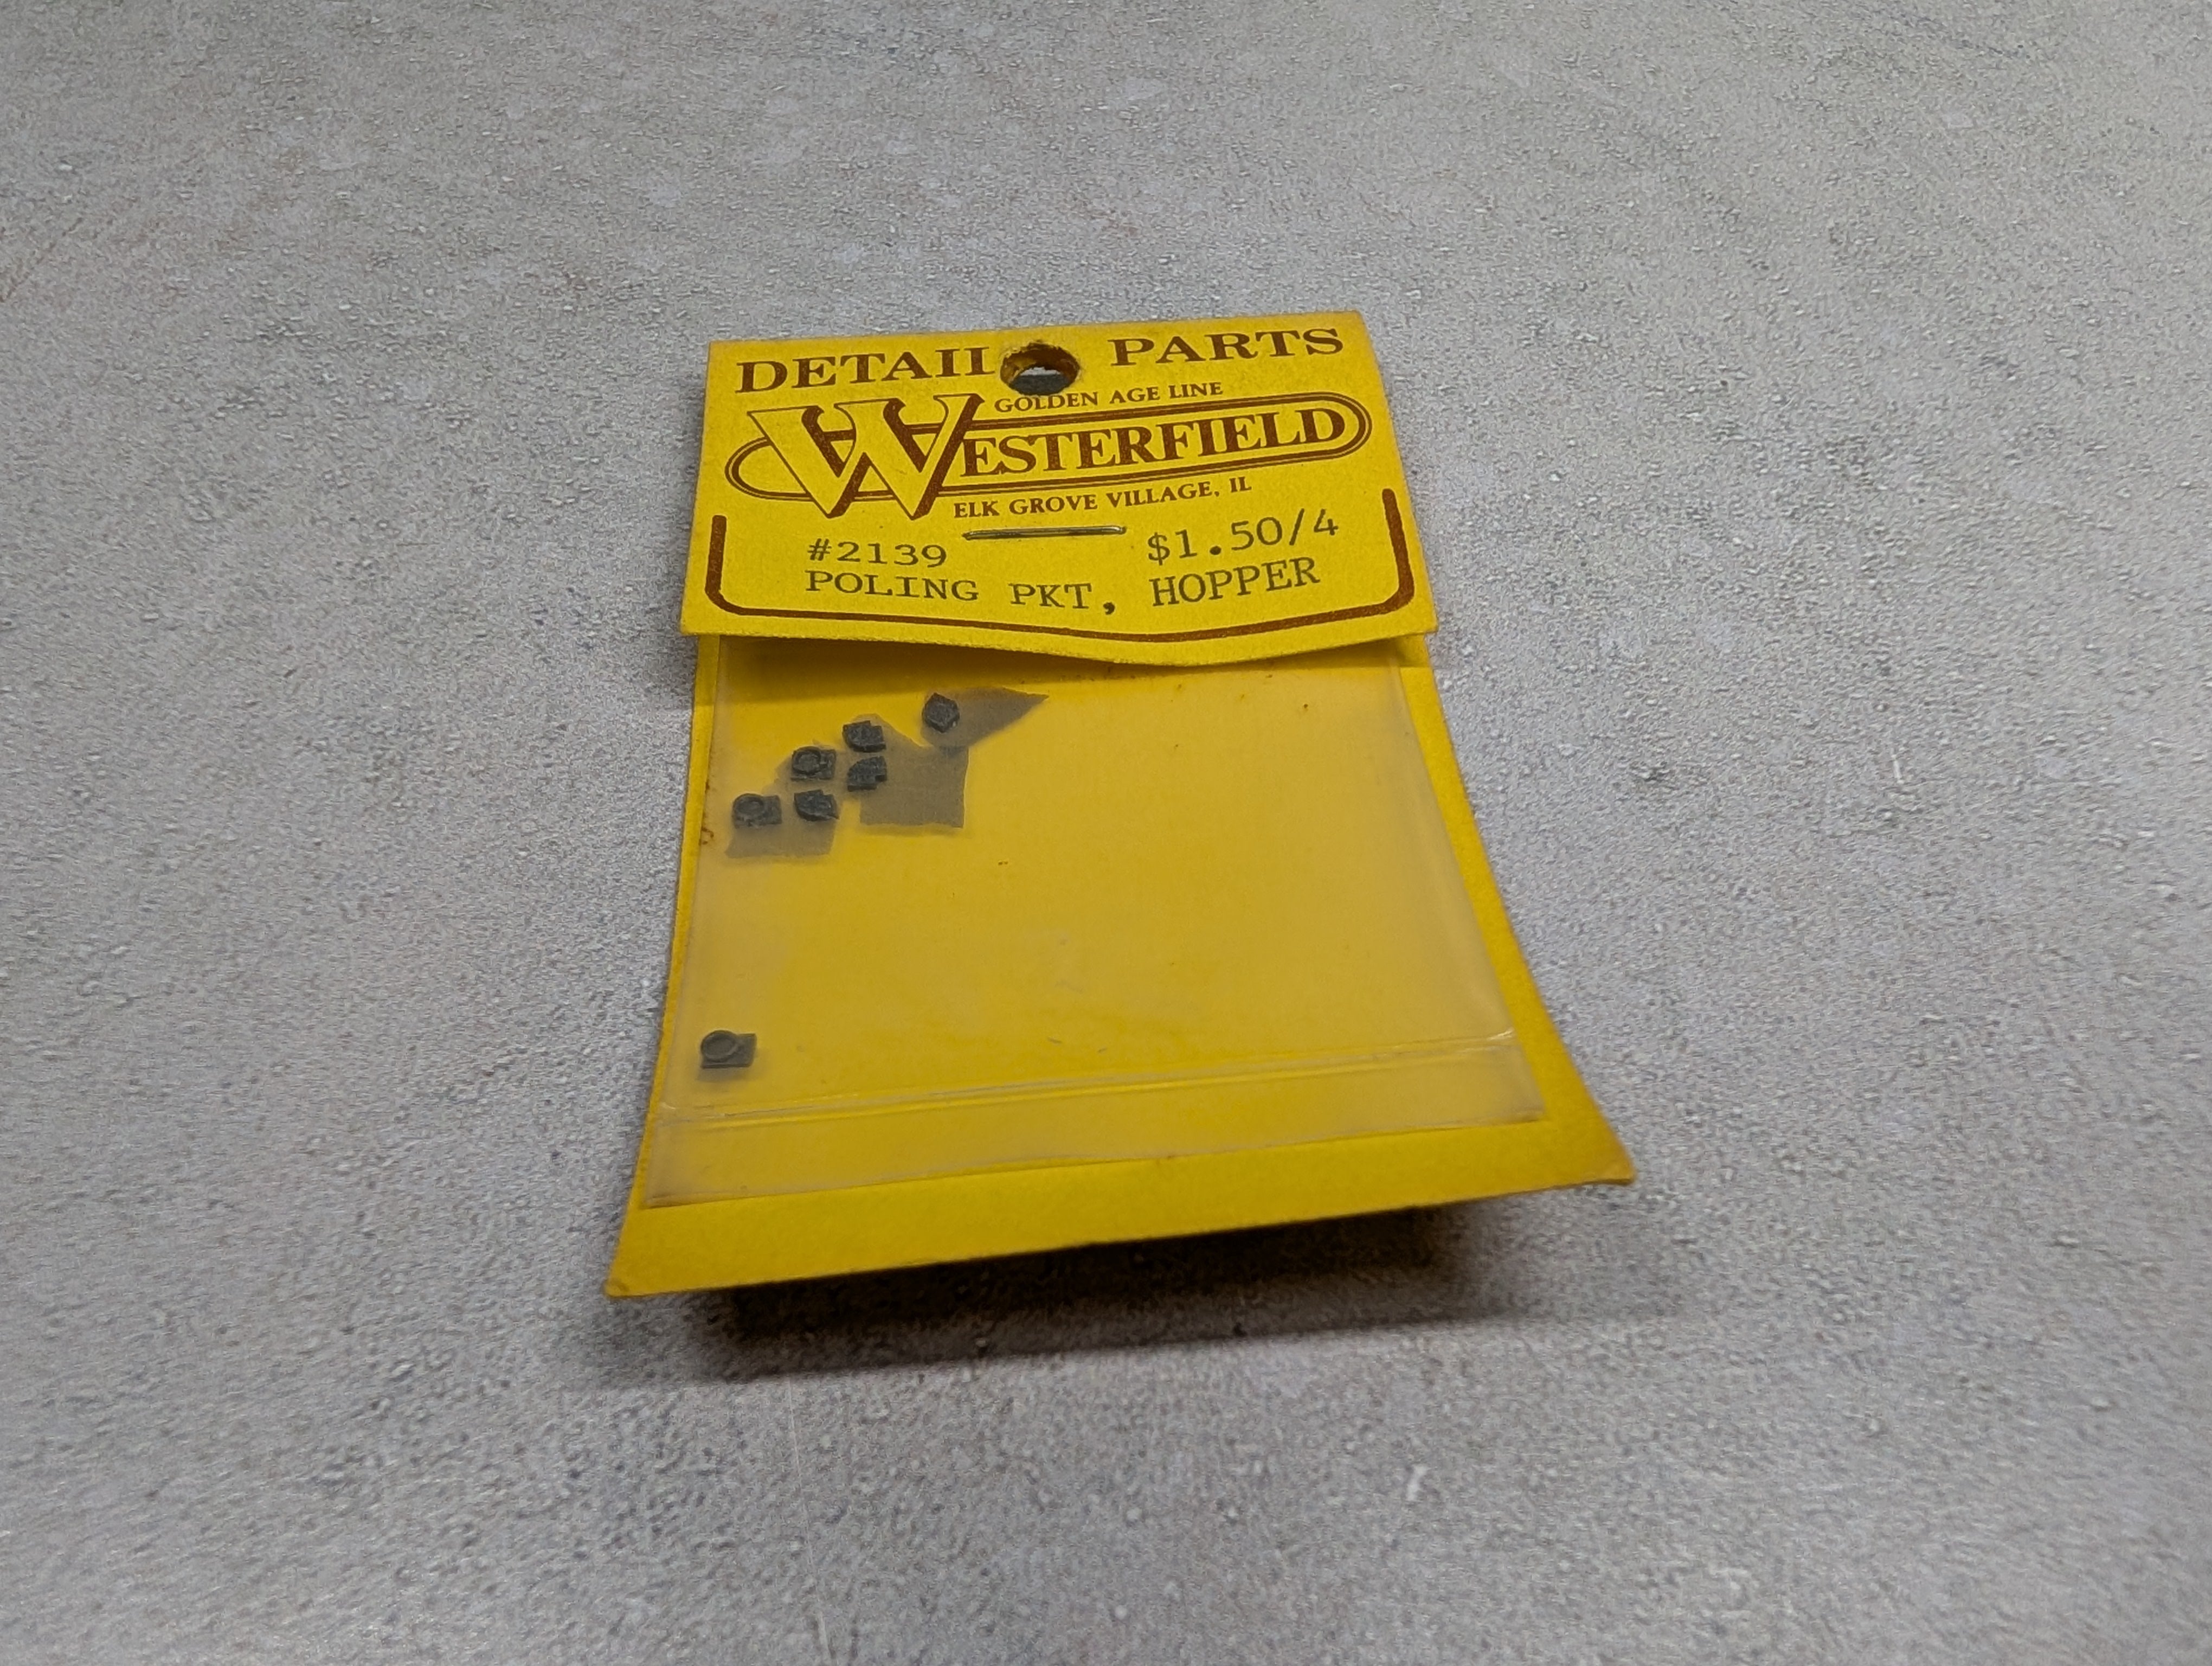 DETAIL PARTS
GOLDEN AGE LINE
WESTERFIELD
ELK GROVE VILLAGE, IL
#2139 $1.50/4
POLING PKT, HOPPER